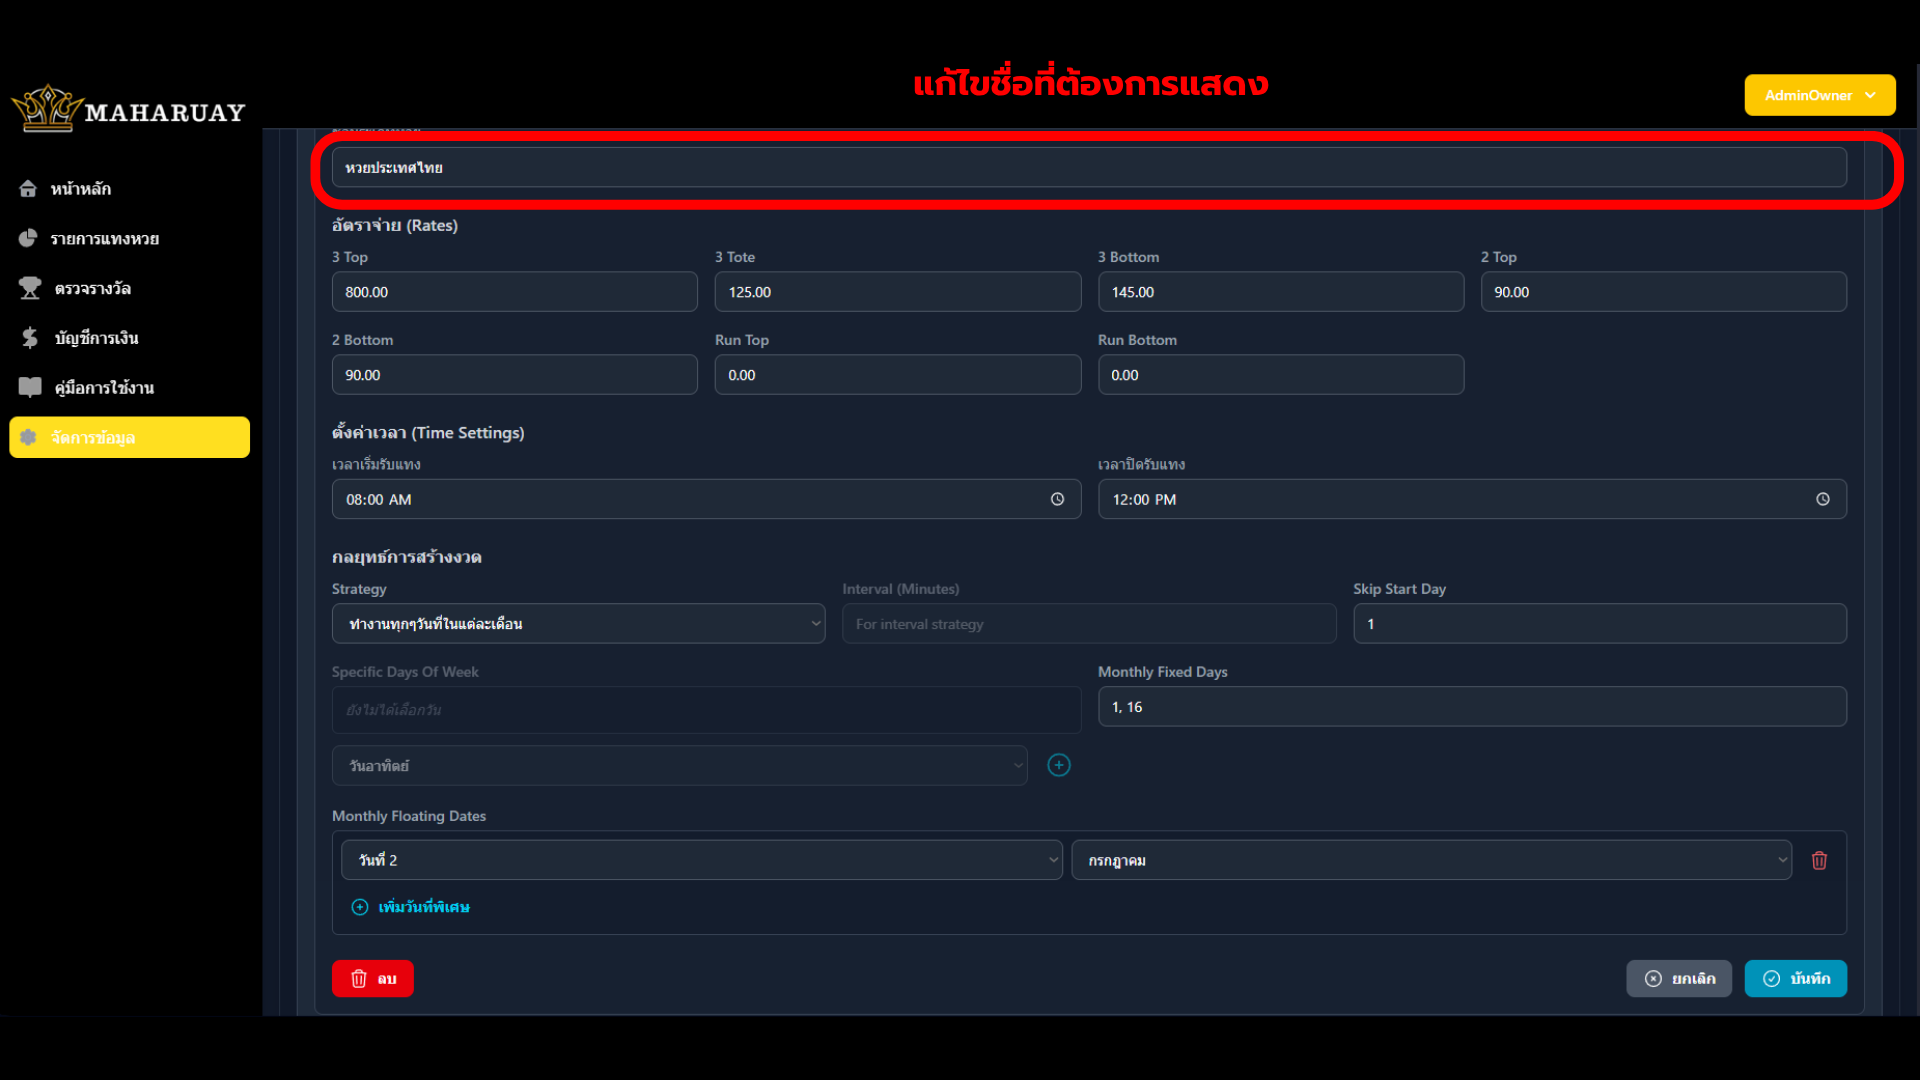 แก้ไขชื่อที่ต้องการแสดง
MAHARUAY
AdminOwner
หน้าหลัก
รายการแทงหวย
ตรวจรางวัล
บัญชีการเงิน
คู่มือการใช้งาน
จัดการข้อมูล
หวยประเทศไทย
อัตราจ่าย (Rates)
3 Top
3 Tote
3 Bottom
2 Top
800.00
125.00
145.00
90.00
2 Bottom
Run Top
Run Bottom
90.00
0.00
0.00
ตั้งค่าเวลา (Time Settings)
เวลาเริ่มรับแทง
เวลาปิดรับแทง
08:00 AM
12:00 PM
กลยุทธ์การสร้างงวด
Strategy
Interval (Minutes)
Skip Start Day
ทำงานทุกๆวันที่ในแต่ละเดือน
For interval strategy
1
Specific Days Of Week
Monthly Fixed Days
ยังไม่ได้เลือกวัน
1, 16
วันอาทิตย์
Monthly Floating Dates
วันที่ 2
กรกฎาคม
เพิ่มวันที่พิเศษ
ลบ
ยกเลิก
บันทึก